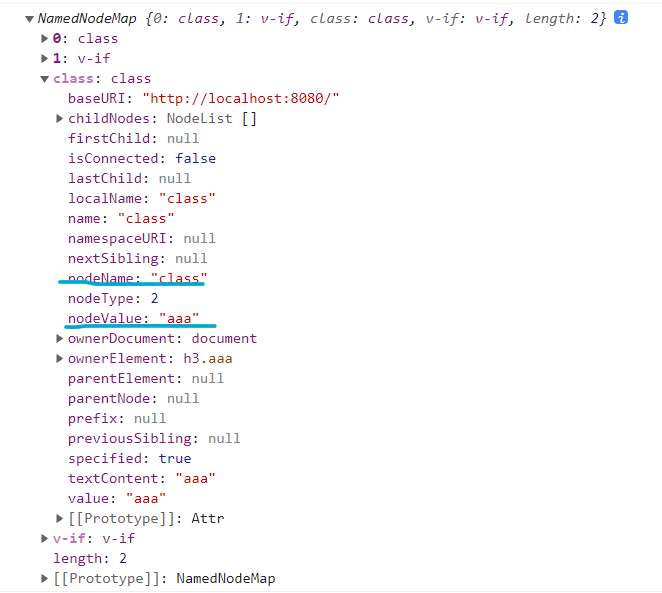 NamedNodeMap {0: class, 1: v-if, class: class, v-if: v-if, length: 2} i
0: class
1: v-if
class: class
baseURI: "http://localhost:8080/"
childNodes: NodeList []
firstChild: null
isConnected: false
lastChild: null
localName: "class"
name: "class"
namespaceURI: null
nextSibling: null
nodeName: "class"
nodeType: 2
nodeValue: "aaa"
ownerDocument: document
ownerElement: h3.aaa
parentElement: null
parentNode: null
prefix: null
previousSibling: null
specified: true
textContent: "aaa"
value: "aaa"
[[Prototype]]: Attr
v-if: v-if
length: 2
[[Prototype]]: NamedNodeMap